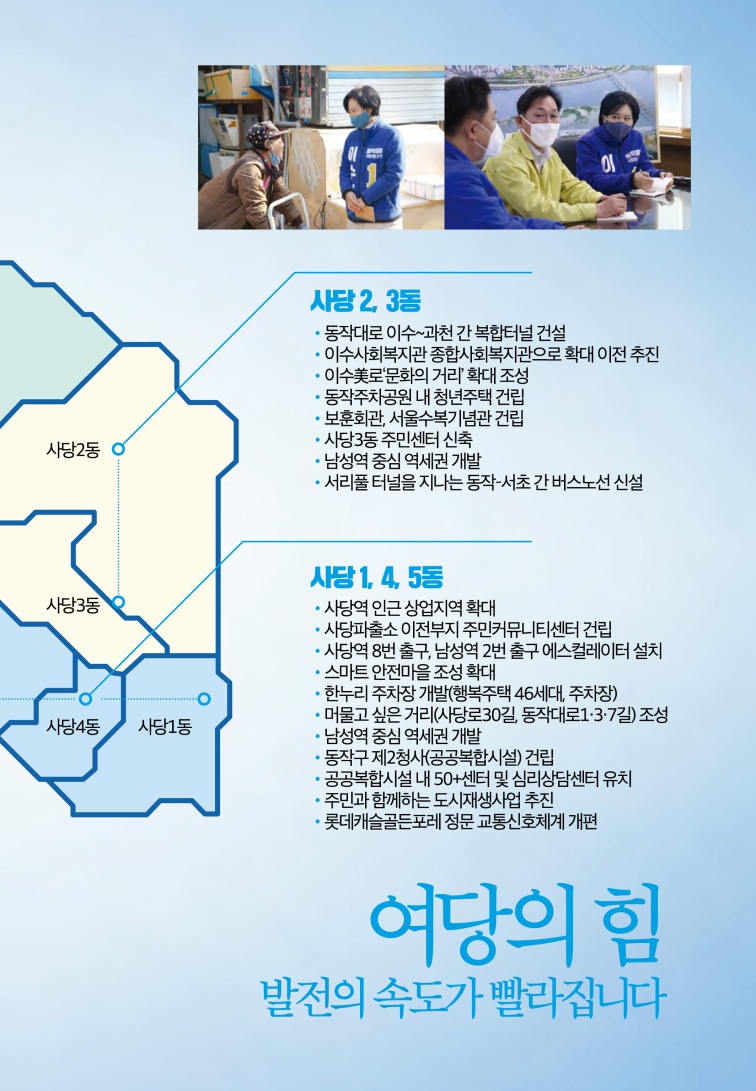 이수
1
이
사당 2, 3동
• 동작대로 이수~과천 간 복합터널 건설
• 이수사회복지관 종합사회복지관으로 확대 이전 추진
• 이수美로‘문화의 거리’ 확대 조성
• 동작주차공원 내 청년주택 건립
• 보훈회관, 서울수복기념관 건립
• 사당3동 주민센터 신축
• 남성역 중심 역세권 개발
• 서리풀 터널을 지나는 동작-서초 간 버스노선 신설
사당2동
사당3동
사당4동
사당1동
사당 1, 4, 5동
• 사당역 인근 상업지역 확대
• 사당파출소 이전부지 주민커뮤니티센터 건립
• 사당역 8번 출구, 남성역 2번 출구 에스컬레이터 설치
• 스마트 안전마을 조성 확대
• 한누리 주차장 개발(행복주택 46세대, 주차장)
• 머물고 싶은 거리(사당로30길, 동작대로1·3·7길) 조성
• 남성역 중심 역세권 개발
• 동작구 제2청사(공공복합시설) 건립
• 공공복합시설 내 50+센터 및 심리상담센터 유치
• 주민과 함께하는 도시재생사업 추진
• 롯데캐슬골든포레 정문 교통신호체계 개편
여당의 힘
발전의 속도가 빨라집니다